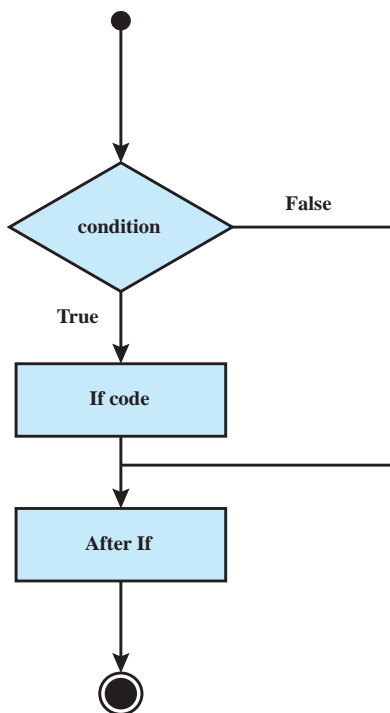 condition
False
True
If code
After If